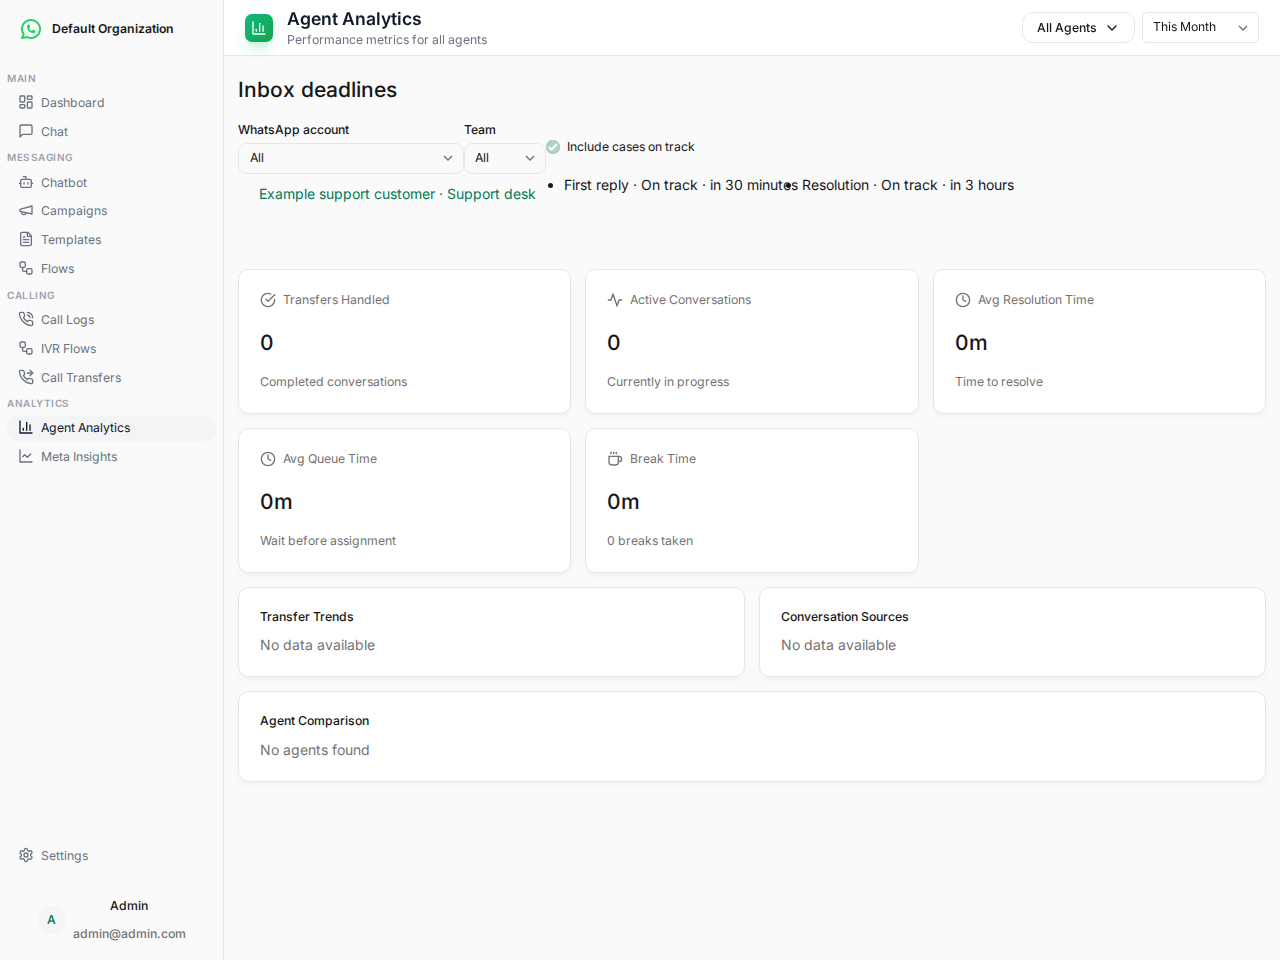 Default Organization
MAIN
Dashboard
Chat
MESSAGING
Chatbot
Campaigns
Templates
Flows
CALLING
Call Logs
IVR Flows
Call Transfers
ANALYTICS
Agent Analytics
Meta Insights
Settings
A
Admin
admin@admin.com
Agent Analytics
Performance metrics for all agents
All Agents
This Month
Inbox deadlines
WhatsApp account
Team
All
All
Include cases on track
Example support customer · Support desk
• First reply · On track · in 30 minutes
• Resolution · On track · in 3 hours
Transfers Handled
0
Completed conversations
Active Conversations
0
Currently in progress
Avg Resolution Time
0m
Time to resolve
Avg Queue Time
0m
Wait before assignment
Break Time
0m
0 breaks taken
Transfer Trends
No data available
Conversation Sources
No data available
Agent Comparison
No agents found